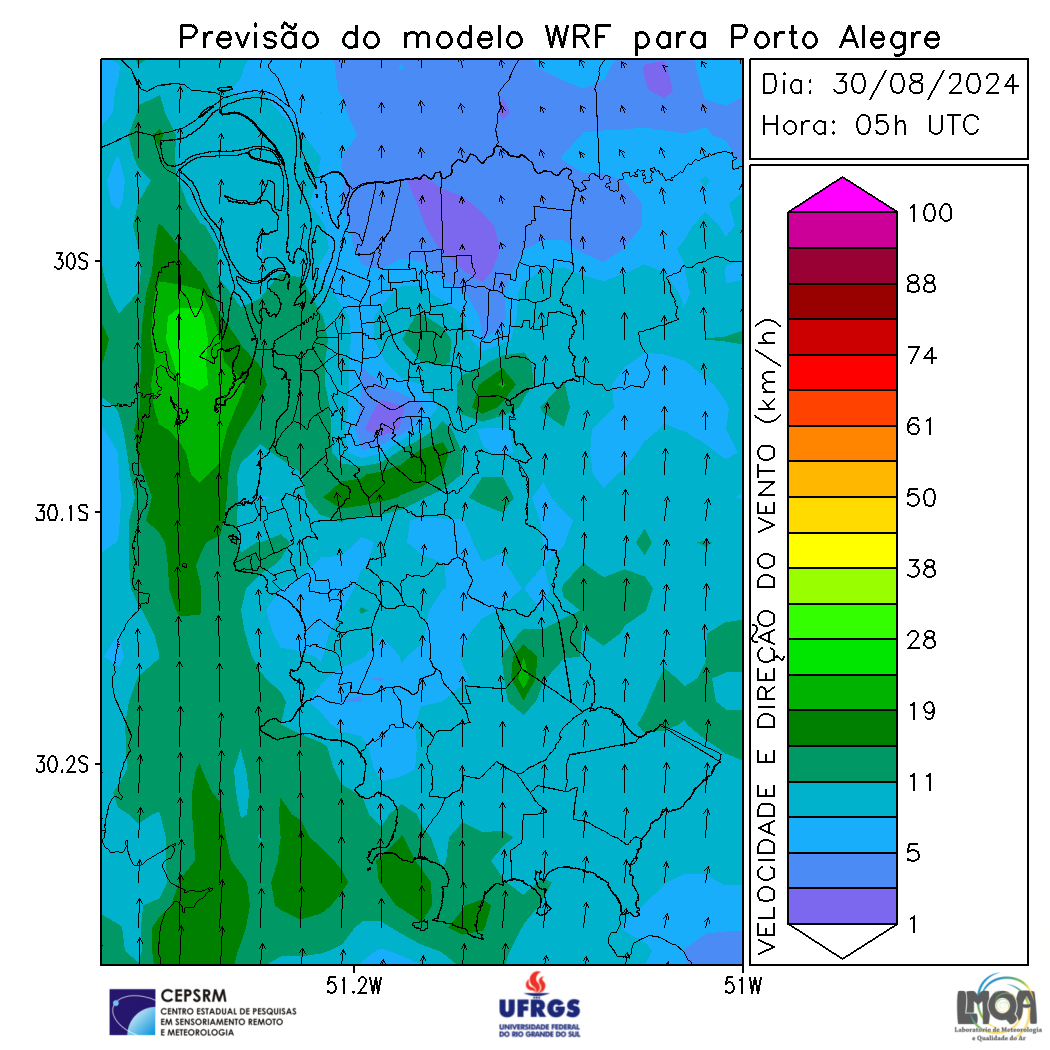 Previsão do modelo WRF para Porto Alegre
Dia: 30/08/2024
Hora: 05h UTC
30S
30.1S
30.2S
51.2W
51W
VELOCIDADE E DIREÇÃO DO VENTO (km/h)
100
88
74
61
50
38
28
19
11
5
1
CEPSRM
CENTRO ESTADUAL DE PESQUISAS
EM SENSORIAMENTO REMOTO
E METEOROLOGIA
UFRGS
UNIVERSIDADE FEDERAL
DO RIO GRANDE DO SUL
LMQA
Laboratório de Meteorologia
e Qualidade do Ar